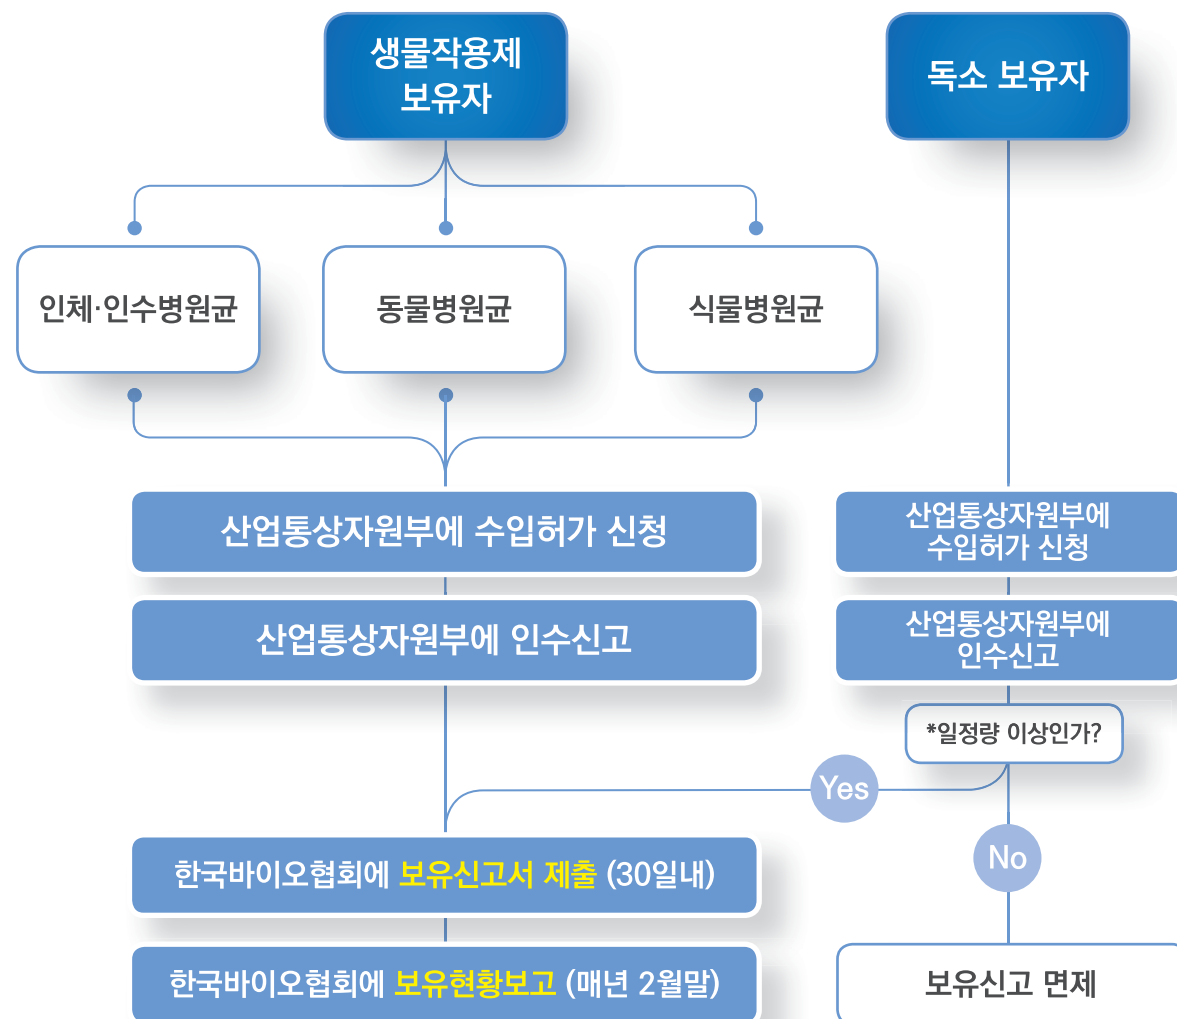 생물작용제
보유자
독소 보유자
인체·인수병원균
동물병원균
식물병원균
산업통상자원부에 수입허가 신청
산업통상자원부에
수입허가 신청
산업통상자원부에 인수신고
산업통상자원부에
인수신고
*일정량 이상인가?
Yes
No
한국바이오협회에 보유신고서 제출 (30일내)
한국바이오협회에 보유현황보고 (매년 2월말)
보유신고 면제